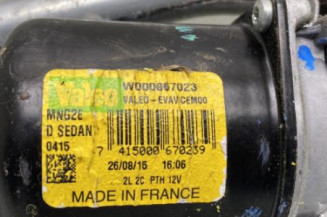 Valeo
W000067023
VALEO - EVAVICEM00
MNG2E
D SEDAN
0415
7 415000 670239
26/08/15 16:06
2L 2C PTH 12V
MADE IN FRANCE